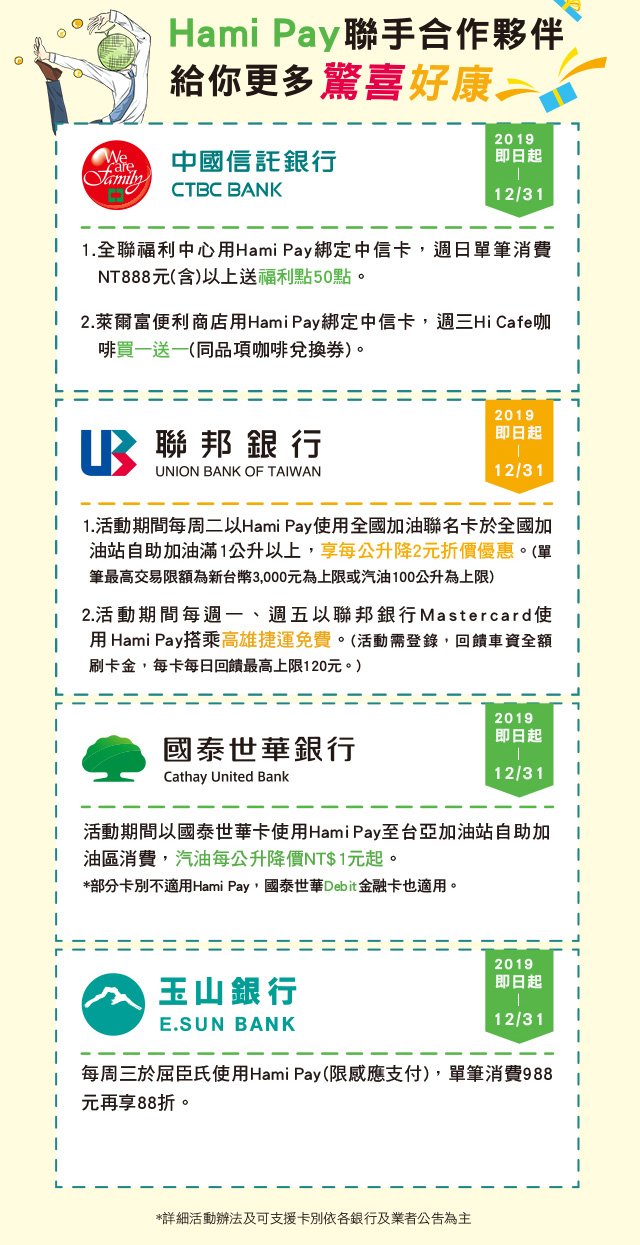 Hami Pay聯手合作夥伴
給你更多驚喜好康
We
are
Family
中國信託銀行
CTBC BANK
2019
即日起
|
12/31
1.全聯福利中心用Hami Pay綁定中信卡，週日單筆消費
NT888元(含)以上送福利點50點。
2.萊爾富便利商店用Hami Pay綁定中信卡，週三Hi Cafe咖
啡買一送一(同品項咖啡兌換券)。
聯邦銀行
UNION BANK OF TAIWAN
2019
即日起
|
12/31
1.活動期間每周二以Hami Pay使用全國加油聯名卡於全國加
油站自助加油滿1公升以上，享每公升降2元折價優惠。(單
筆最高交易限額為新台幣3,000元為上限或汽油100公升為上限)
2.活動期間每週一、週五以聯邦銀行Mastercard使
用 Hami Pay搭乘高雄捷運免費。(活動需登錄，回饋車資全額
刷卡金，每卡每日回饋最高上限120元。)
國泰世華銀行
Cathay United Bank
2019
即日起
|
12/31
活動期間以國泰世華卡使用Hami Pay至台亞加油站自助加
油區消費，汽油每公升降價NT$1元起。
*部分卡別不適用Hami Pay，國泰世華Debit金融卡也適用。
玉山銀行
E.SUN BANK
2019
即日起
|
12/31
每周三於屈臣氏使用Hami Pay(限感應支付)，單筆消費988
元再享88折。
*詳細活動辦法及可支援卡別依各銀行及業者公告為主